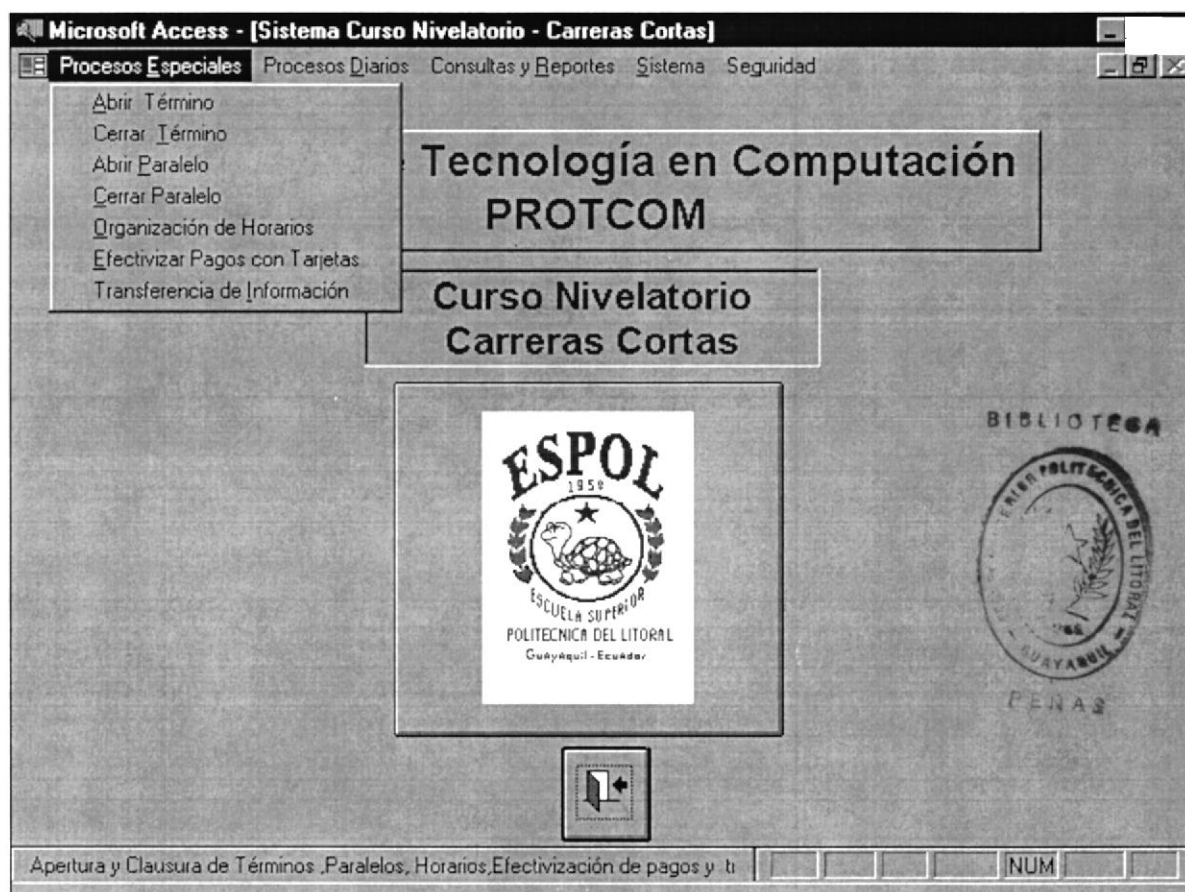 Microsoft Access - [Sistema Curso Nivelatorio - Carreras Cortas]
Procesos Especiales Procesos Diarios Consultas y Reportes Sistema Seguridad
Abrir Término
Cerrar Término
Abrir Paralelo
Cerrar Paralelo
Organización de Horarios
Efectivizar Pagos con Tarjetas
Transferencia de Información
Tecnología en Computación
PROTCOM
Curso Nivelatorio
Carreras Cortas
ESPOL
1958
ESCUELA SUPERIOR
POLITECNICA DEL LITORAL
Guayaquil - Ecuador
BIBLIOTECA
POLITECNICA DEL LITORAL
GUAYAQUIL
PEÑAS
Apertura y Clausura de Términos ,Paralelos, Horarios,Efectivización de pagos y
NUM